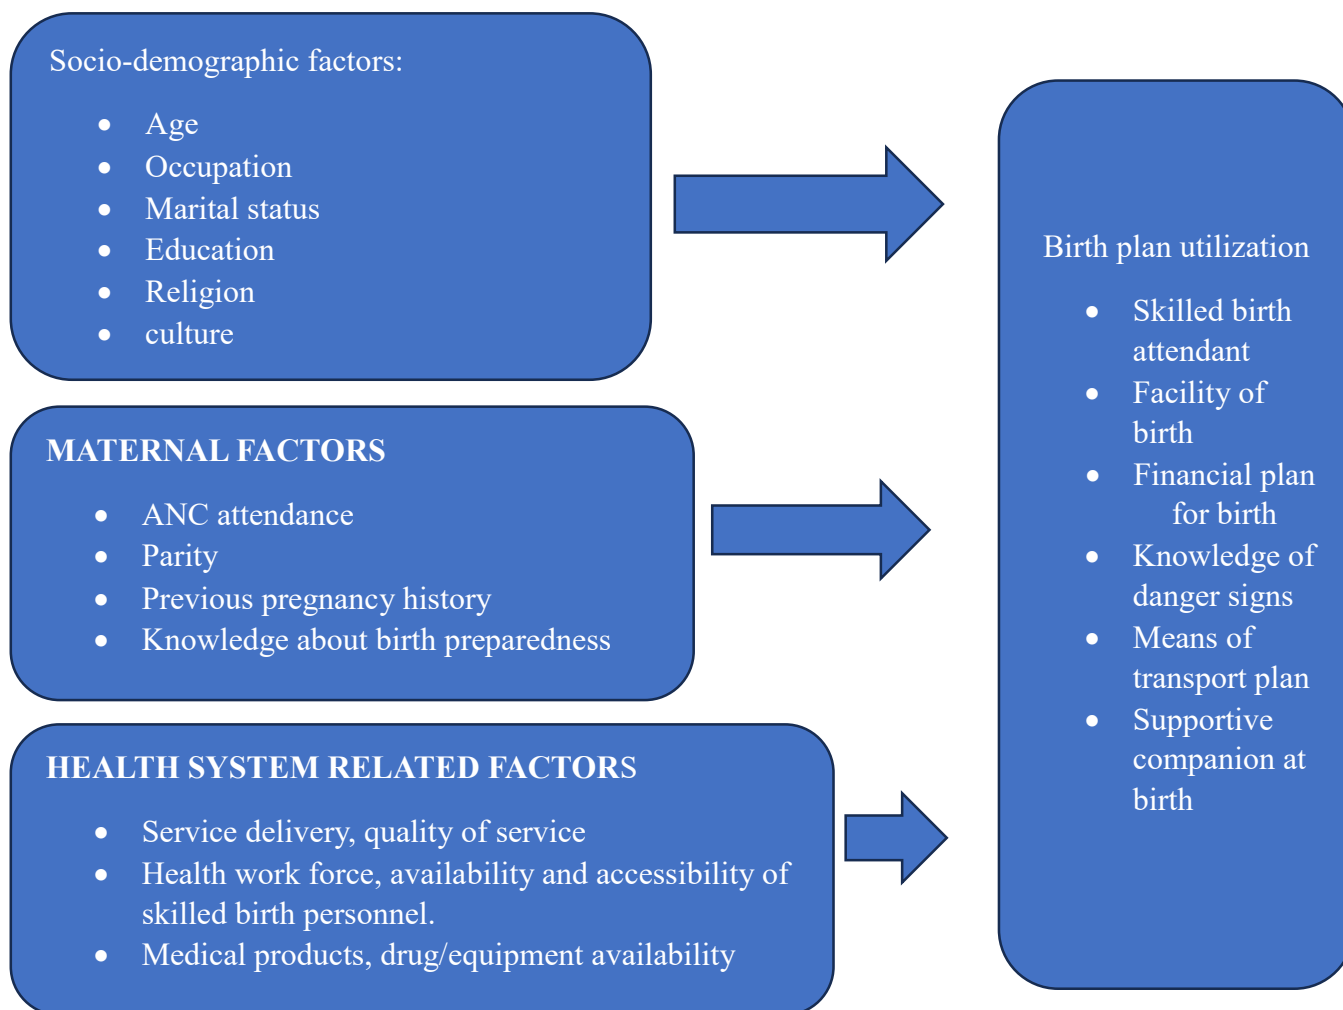 Socio-demographic factors:
• Age
• Occupation
• Marital status
• Education
• Religion
• culture
MATERNAL FACTORS
• ANC attendance
• Parity
• Previous pregnancy history
• Knowledge about birth preparedness
HEALTH SYSTEM RELATED FACTORS
• Service delivery, quality of service
• Health work force, availability and accessibility of
skilled birth personnel.
• Medical products, drug/equipment availability
Birth plan utilization
• Skilled birth
attendant
• Facility of
birth
• Financial plan
for birth
• Knowledge of
danger signs
• Means of
transport plan
• Supportive
companion at
birth